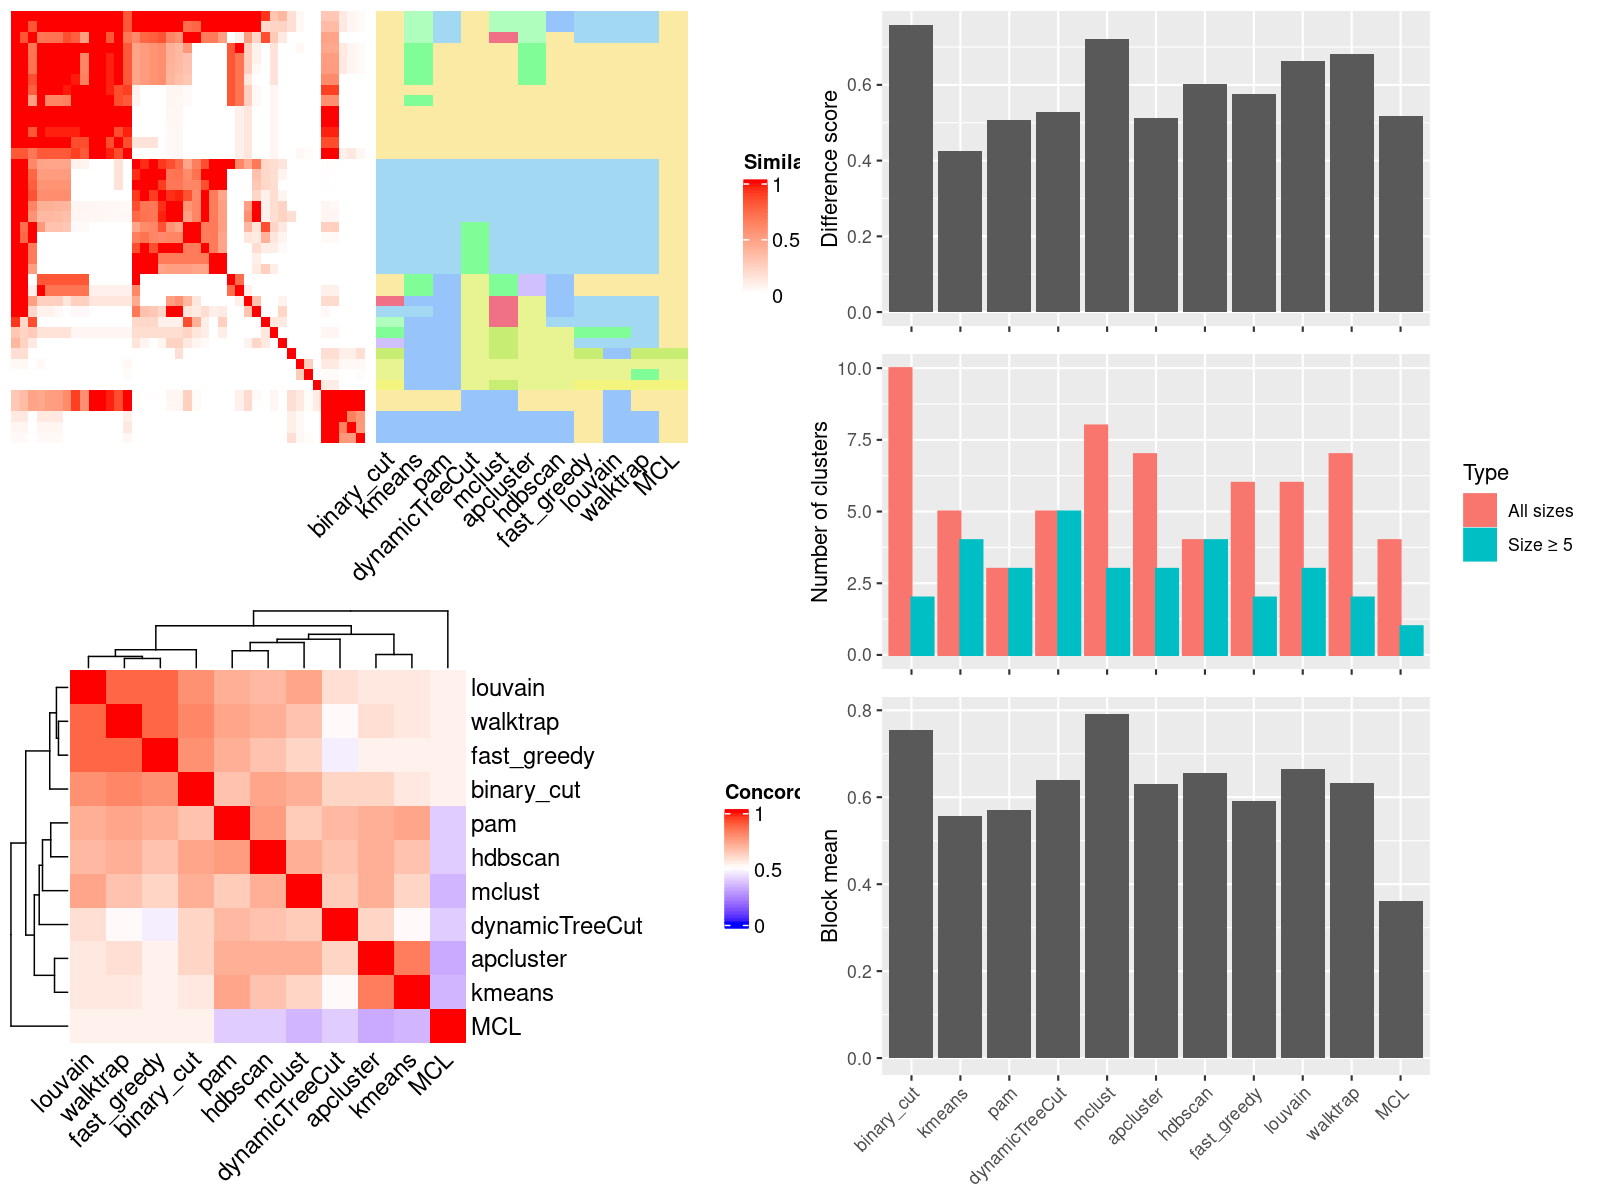 Simila
1
0.5
0
binary_cut
kmeans
pam
dynamicTreeCut
mclust
apcluster
hdbscan
fast_greedy
louvain
walktrap
MCL
louvain
walktrap
fast_greedy
binary_cut
pam
hdbscan
mclust
dynamicTreeCut
apcluster
kmeans
MCL
louvain
walktrap
fast_greedy
binary_cut
pam
hdbscan
mclust
dynamicTreeCut
apcluster
kmeans
MCL
Concord
1
0.5
0
Difference score
0.6
0.4
0.2
0.0
Number of clusters
10.0
7.5
5.0
2.5
0.0
Type
All sizes
Size ≥ 5
Block mean
0.8
0.6
0.4
0.2
0.0
binary_cut
kmeans
pam
dynamicTreeCut
mclust
apcluster
hdbscan
fast_greedy
louvain
walktrap
MCL